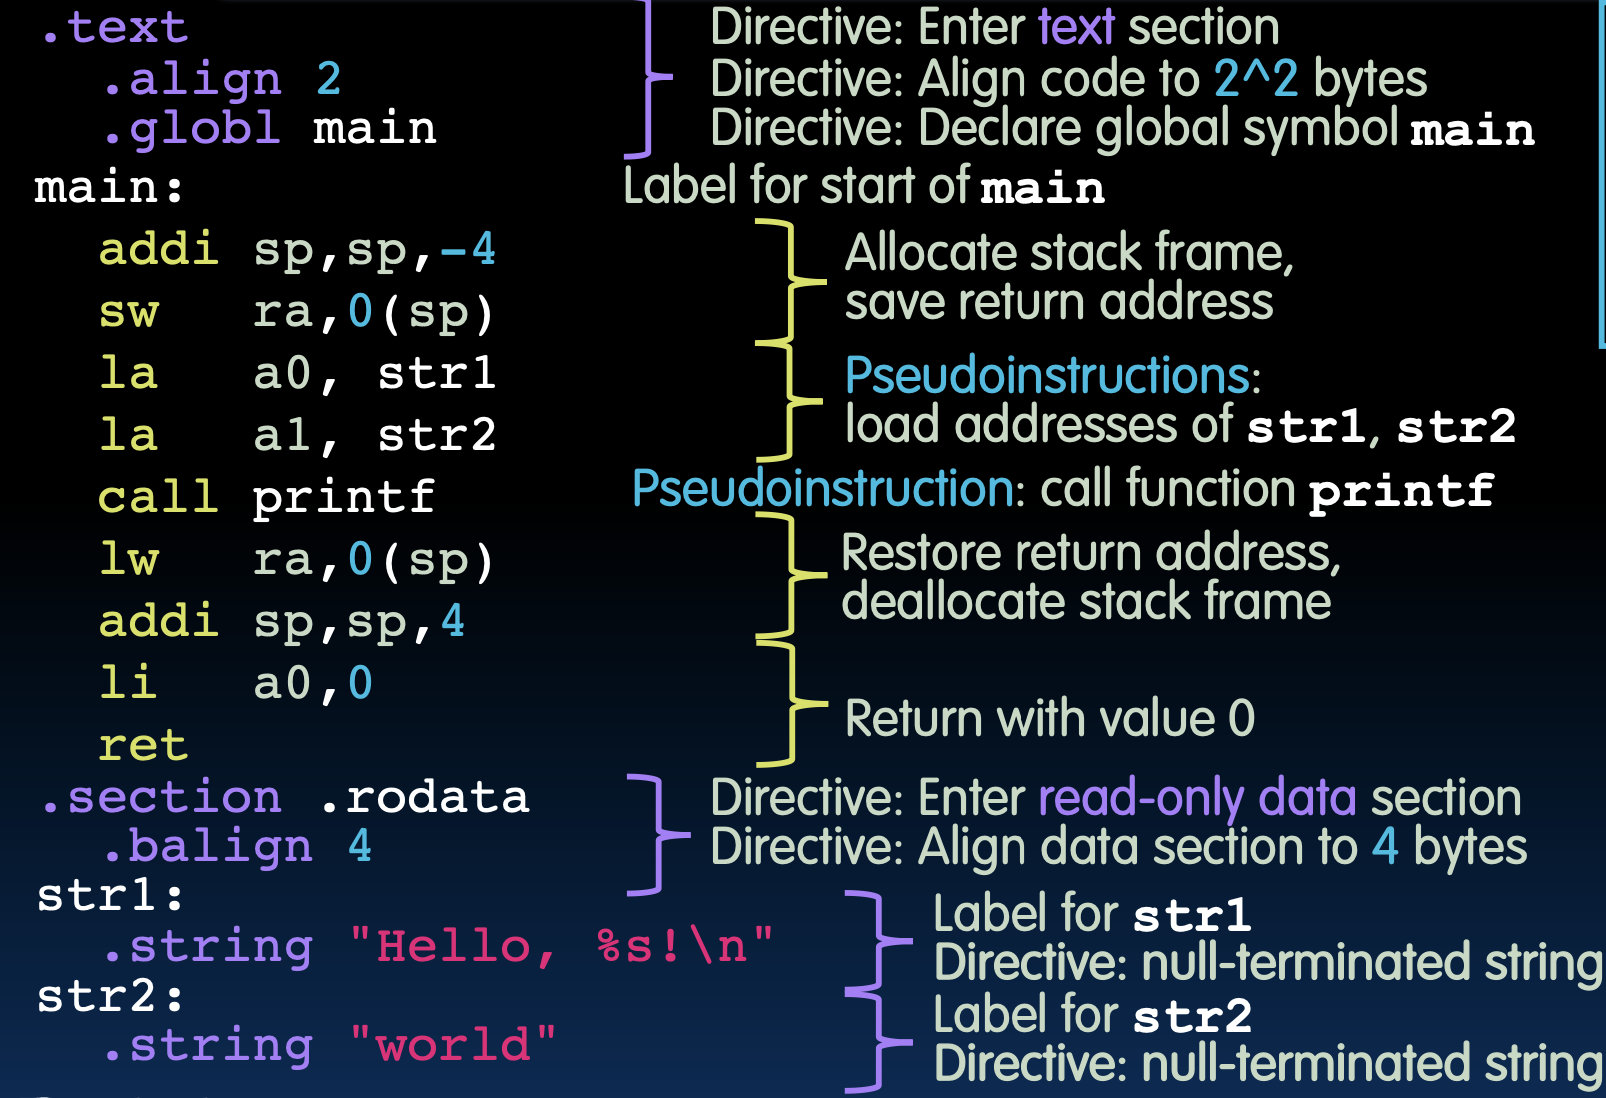 .text Directive: Enter text section
.align 2 Directive: Align code to 2^2 bytes
.globl main Directive: Declare global symbol main
main: Label for start of main
addi sp,sp,-4 Allocate stack frame,
sw ra,0(sp) save return address
la a0, str1 Pseudoinstructions:
la a1, str2 load addresses of str1, str2
call printf Pseudoinstruction: call function printf
lw ra,0(sp) Restore return address,
addi sp,sp,4 deallocate stack frame
li a0,0
ret Return with value 0
.section .rodata Directive: Enter read-only data section
.balign 4 Directive: Align data section to 4 bytes
str1: Label for str1
.string "Hello, %s!\n" Directive: null-terminated string
str2: Label for str2
.string "world" Directive: null-terminated string